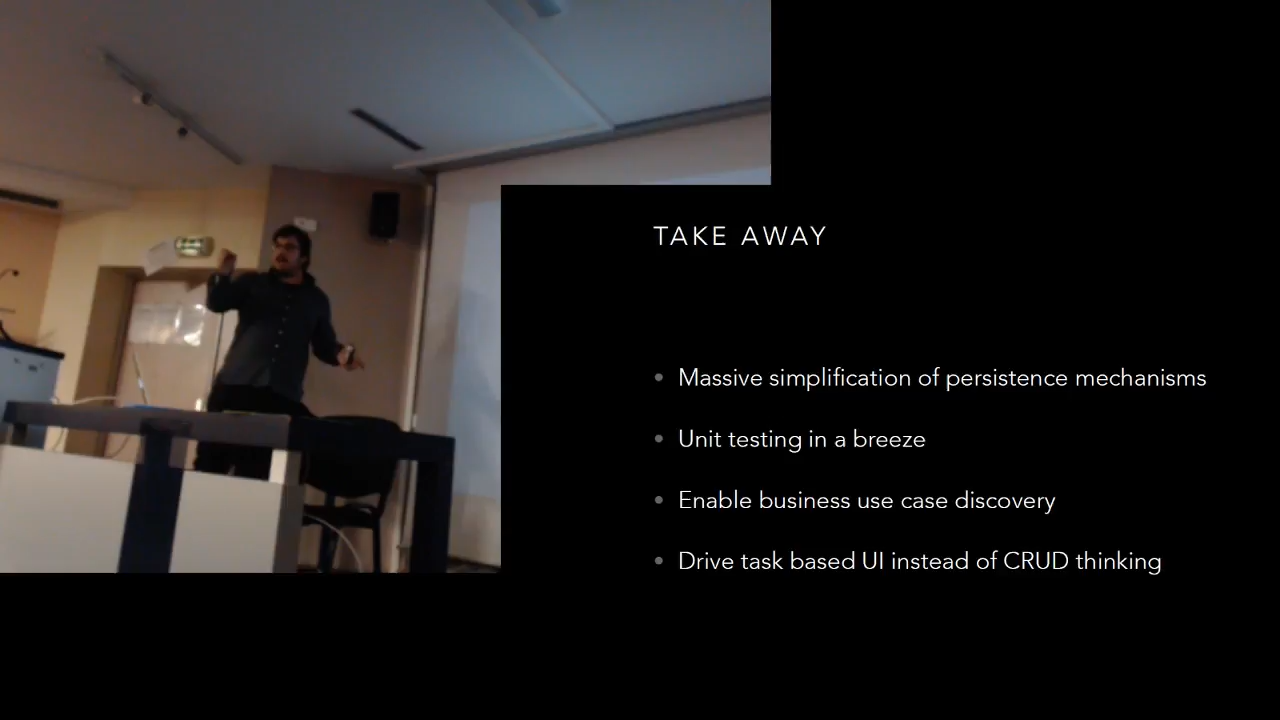 TAKE AWAY
Massive simplification of persistence mechanisms
Unit testing in a breeze
Enable business use case discovery
Drive task based UI instead of CRUD thinking